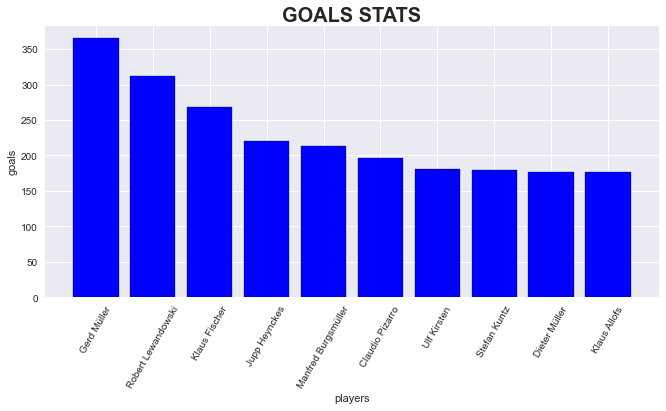 GOALS STATS
goals
350
300
250
200
150
100
50
0
Gerd Müller
Robert Lewandowski
Klaus Fischer
Jupp Heynckes
Manfred Burgsmüller
Claudio Pizarro
Ulf Kirsten
Stefan Kuntz
Dieter Müller
Klaus Allofs
players